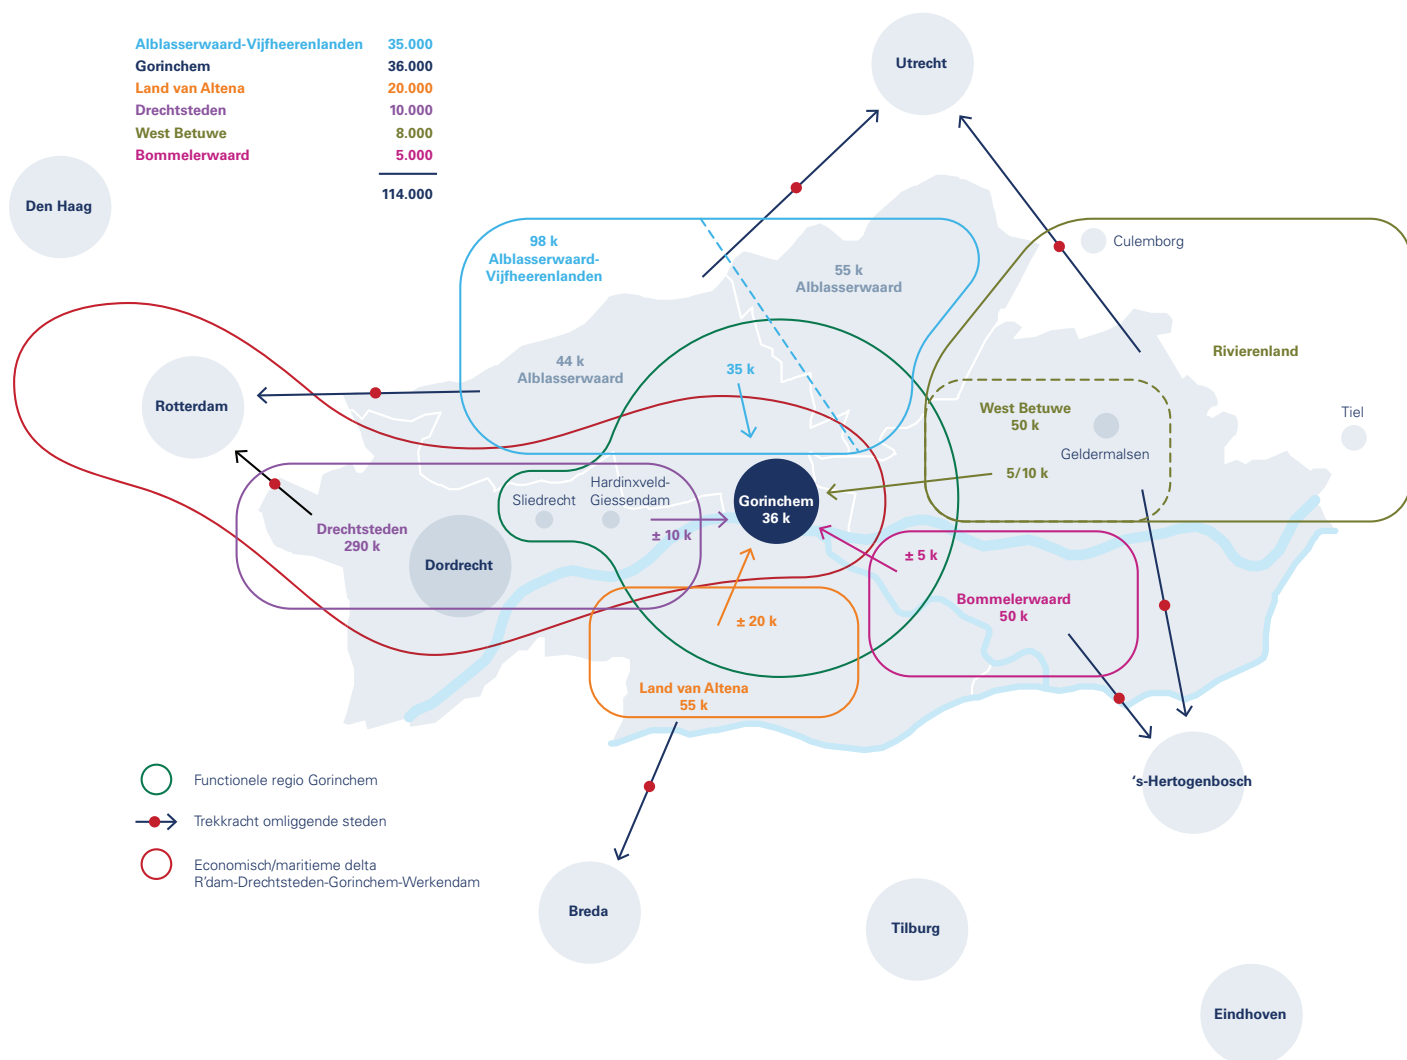 Alblasserwaard-Vijfheerenlanden 35.000
Gorinchem 36.000
Land van Altena 20.000
Drechtsteden 10.000
West Betuwe 8.000
Bommelerwaard 5.000
114.000
Utrecht
Den Haag
98 k
Alblasserwaard-
Vijfheerenlanden
55 k
Alblasserwaard
Culemborg
Rivierenland
44 k
Alblasserwaard
35 k
Rotterdam
West Betuwe
50 k
Tiel
Geldermalsen
5/10 k
Sliedrecht
Hardinxveld-
Giessendam
Gorinchem
36 k
Drechtsteden
290 k
± 10 k
Dordrecht
± 5 k
Bommelerwaard
50 k
± 20 k
Land van Altena
55 k
Functionele regio Gorinchem
Trekkracht omliggende steden
Economisch/maritieme delta
R'dam-Drechtsteden-Gorinchem-Werkendam
‘s-Hertogenbosch
Breda
Tilburg
Eindhoven